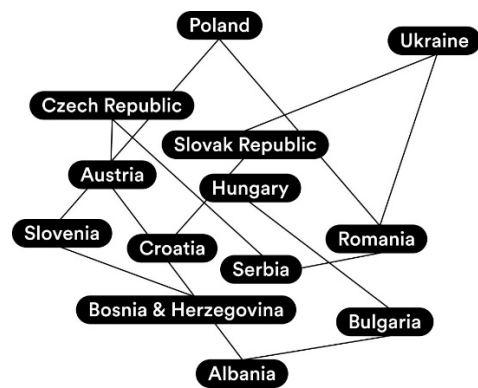 Poland
Ukraine
Czech Republic
Slovak Republic
Austria
Hungary
Slovenia
Croatia
Romania
Serbia
Bosnia & Herzegovina
Bulgaria
Albania